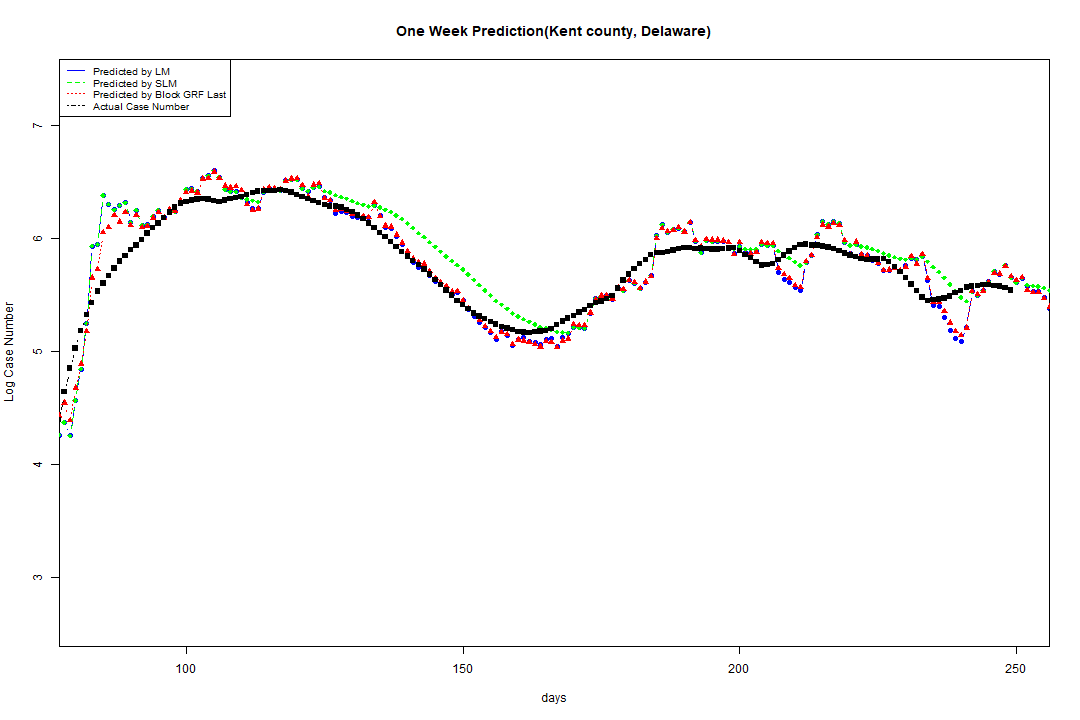 One Week Prediction(Kent county, Delaware)
Predicted by LM
Predicted by SLM
Predicted by Block GRF Last
Actual Case Number
7
6
5
4
3
Log Case Number
100 150 200 250
days